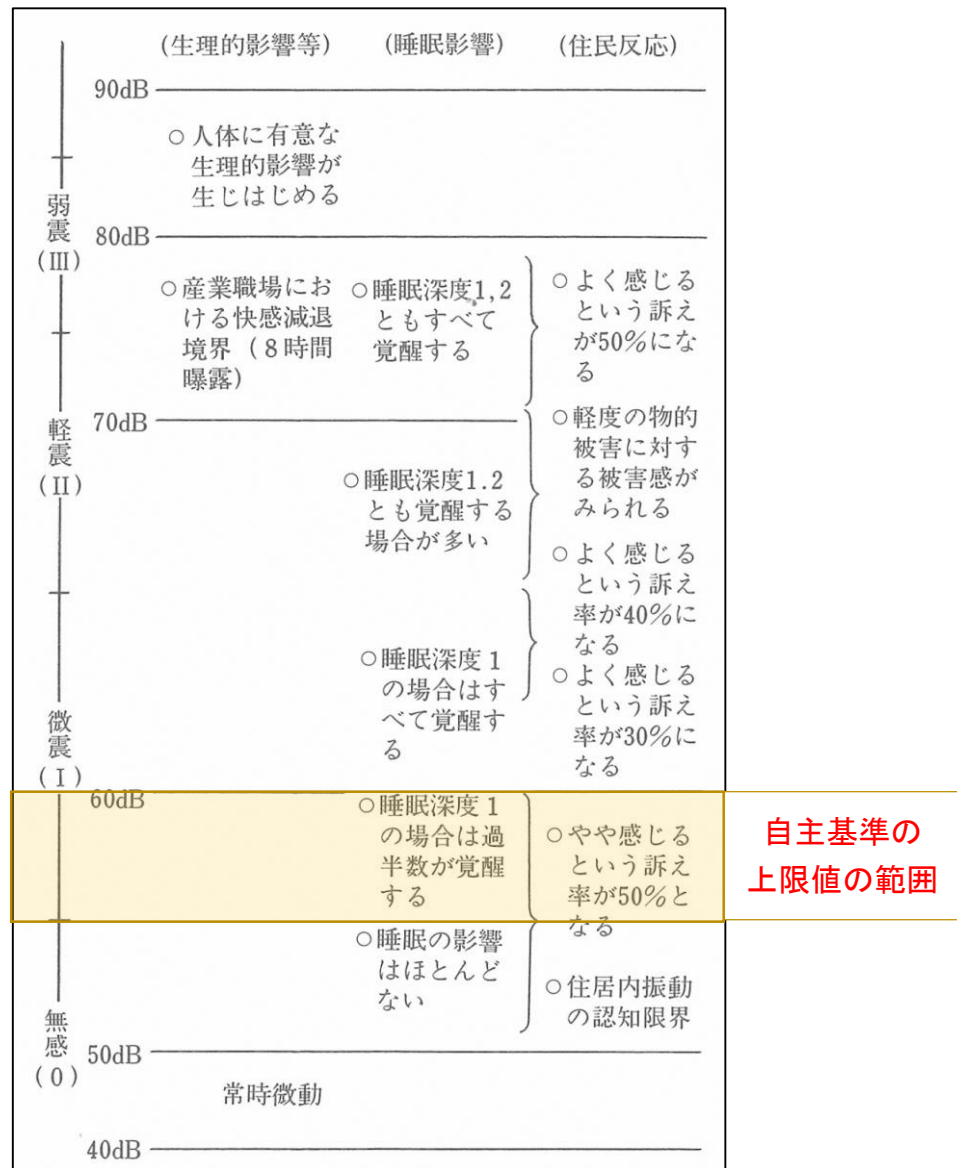 (生理的影響等) (睡眠影響) (住民反応)
90dB
○人体に有意な
生理的影響が
生じはじめる
弱震
(III)
80dB
○産業職場にお
ける快感減退
境界(8時間
曝露)
○睡眠深度1,2
ともすべて
覚醒する
○よく感じる
という訴え
が50%にな
る
軽震
(II)
70dB
○睡眠深度1.2
とも覚醒する
場合が多い
○軽度の物的
被害に対す
る被害感が
みられる
○よく感じる
という訴え
率が40%に
なる
○睡眠深度1
の場合はす
べて覚醒す
る
○よく感じる
という訴え
率が30%に
なる
微震
(I)
60dB
○睡眠深度1
の場合は過
半数が覚醒
する
○やや感じる
という訴え
率が50%と
なる
自主基準の
上限値の範囲
○睡眠の影響
はほとんど
ない
○住居内振動
の認知限界
無感
(0)
50dB
常時微動
40dB